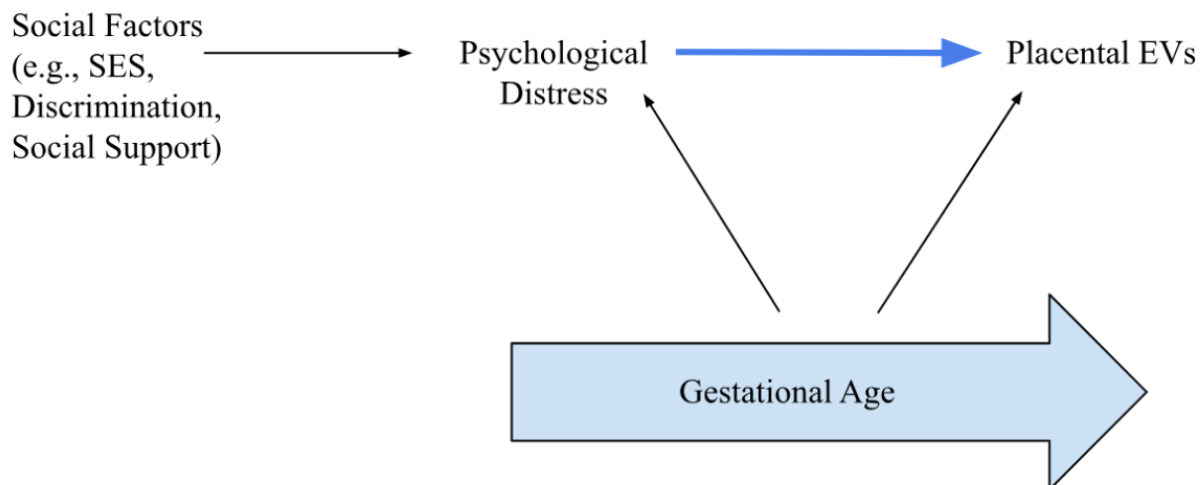 Social Factors
(e.g., SES,
Discrimination,
Social Support)
Psychological
Distress
Placental EVs
Gestational Age